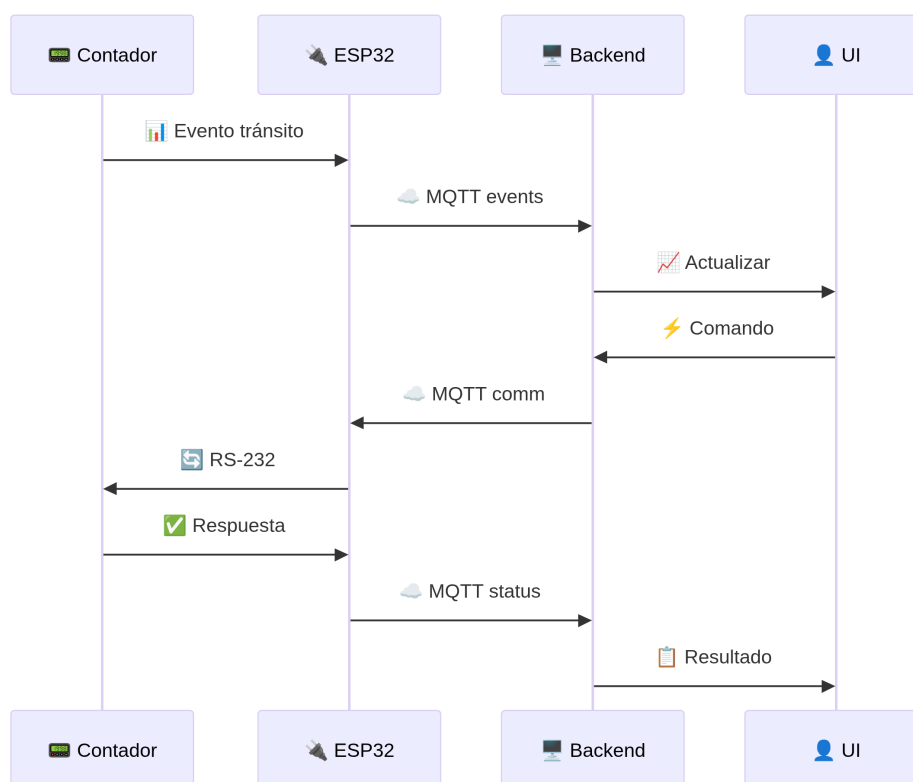 📟 Contador
🔌 ESP32
🖥️ Backend
👤 UI
📊 Evento tránsito
☁️ MQTT events
📈 Actualizar
⚡ Comando
☁️ MQTT comm
🔄 RS-232
✅ Respuesta
☁️ MQTT status
📋 Resultado
📟 Contador
🔌 ESP32
🖥️ Backend
👤 UI